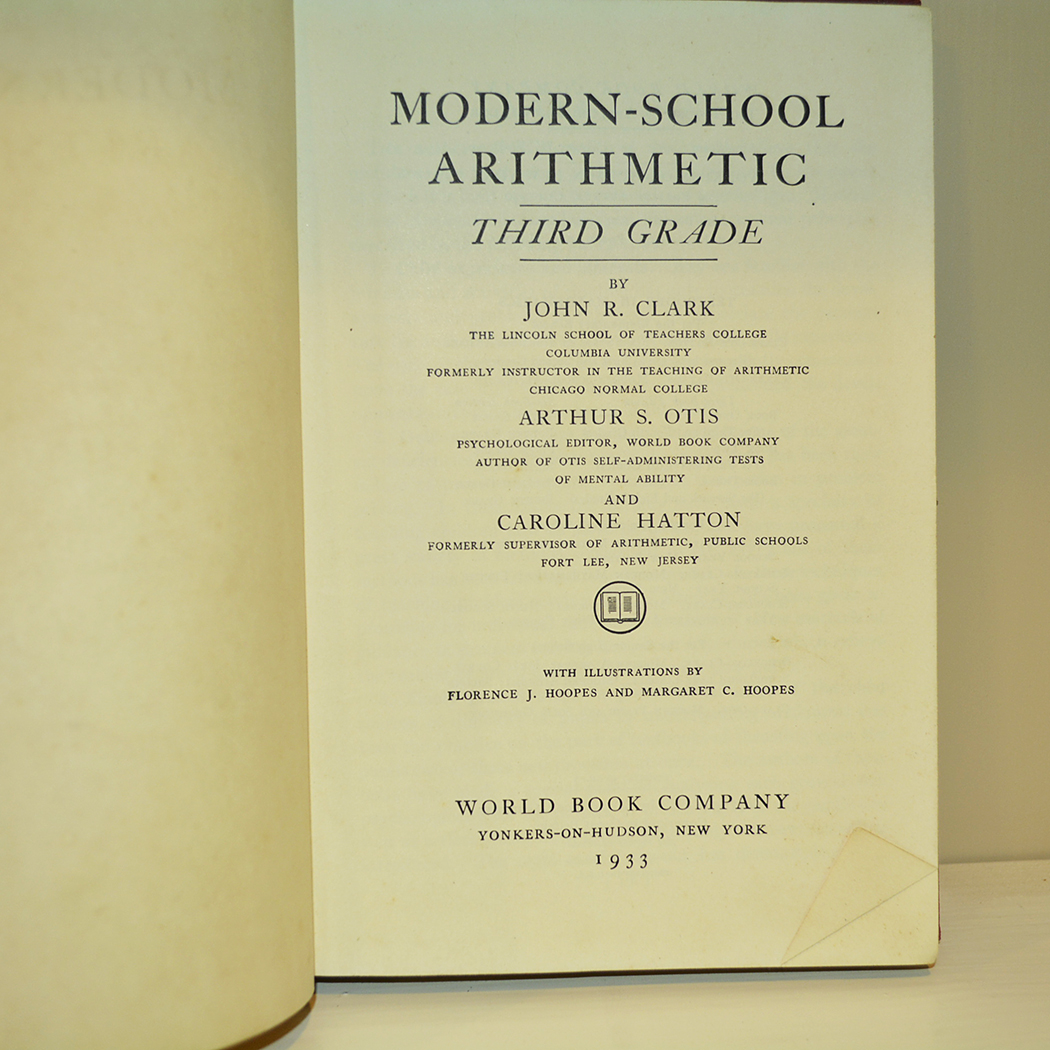 MODERN-SCHOOL
ARITHMETIC
THIRD GRADE
BY
JOHN R. CLARK
THE LINCOLN SCHOOL OF TEACHERS COLLEGE
COLUMBIA UNIVERSITY
FORMERLY INSTRUCTOR IN THE TEACHING OF ARITHMETIC
CHICAGO NORMAL COLLEGE
ARTHUR S. OTIS
PSYCHOLOGICAL EDITOR, WORLD BOOK COMPANY
AUTHOR OF OTIS SELF-ADMINISTERING TESTS
OF MENTAL ABILITY
AND
CAROLINE HATTON
FORMERLY SUPERVISOR OF ARITHMETIC, PUBLIC SCHOOLS
FORT LEE, NEW JERSEY
WITH ILLUSTRATIONS BY
FLORENCE J. HOOPES AND MARGARET C. HOOPES
WORLD BOOK COMPANY
YONKERS-ON-HUDSON, NEW YORK
1933